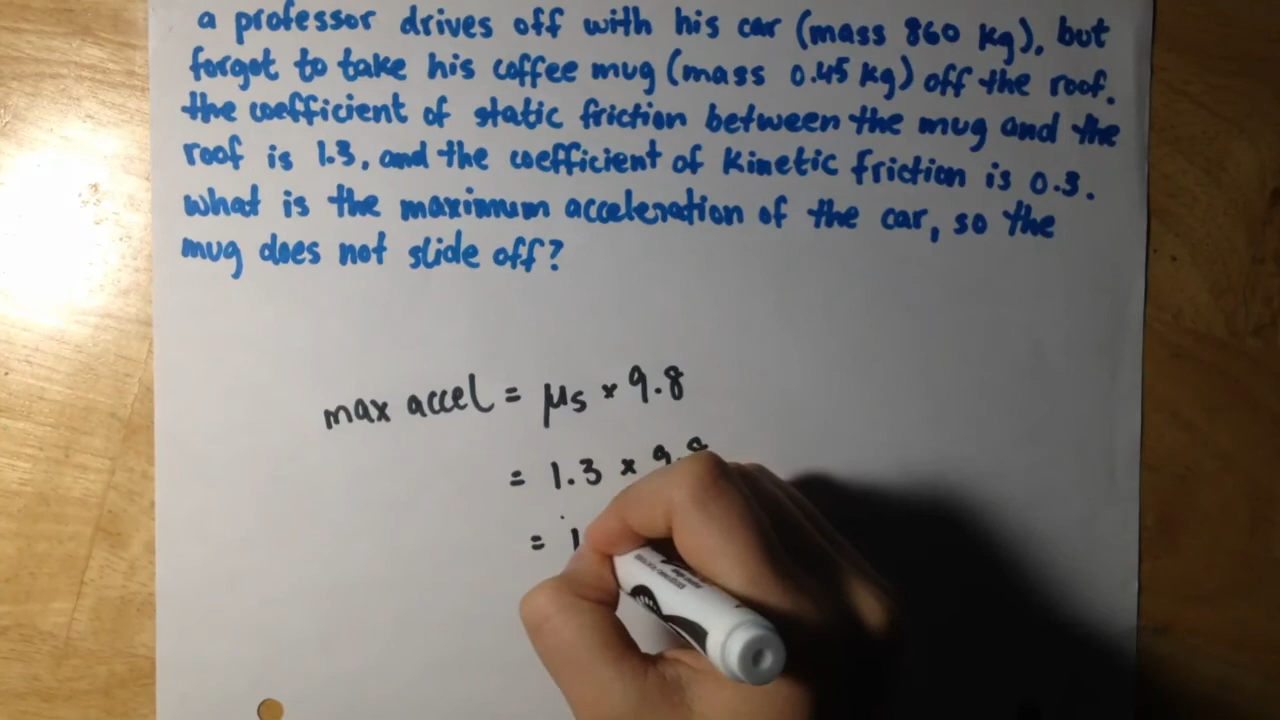 a professor drives off with his car (mass 860 kg), but
forgot to take his coffee mug (mass 0.45 kg) off the roof.
the coefficient of static friction between the mug and the
roof is 1.3, and the coefficient of kinetic friction is 0.3.
what is the maximum acceleration of the car, so the
mug does not slide off?
max accel = μs × 9.8
= 1.3 ×
=